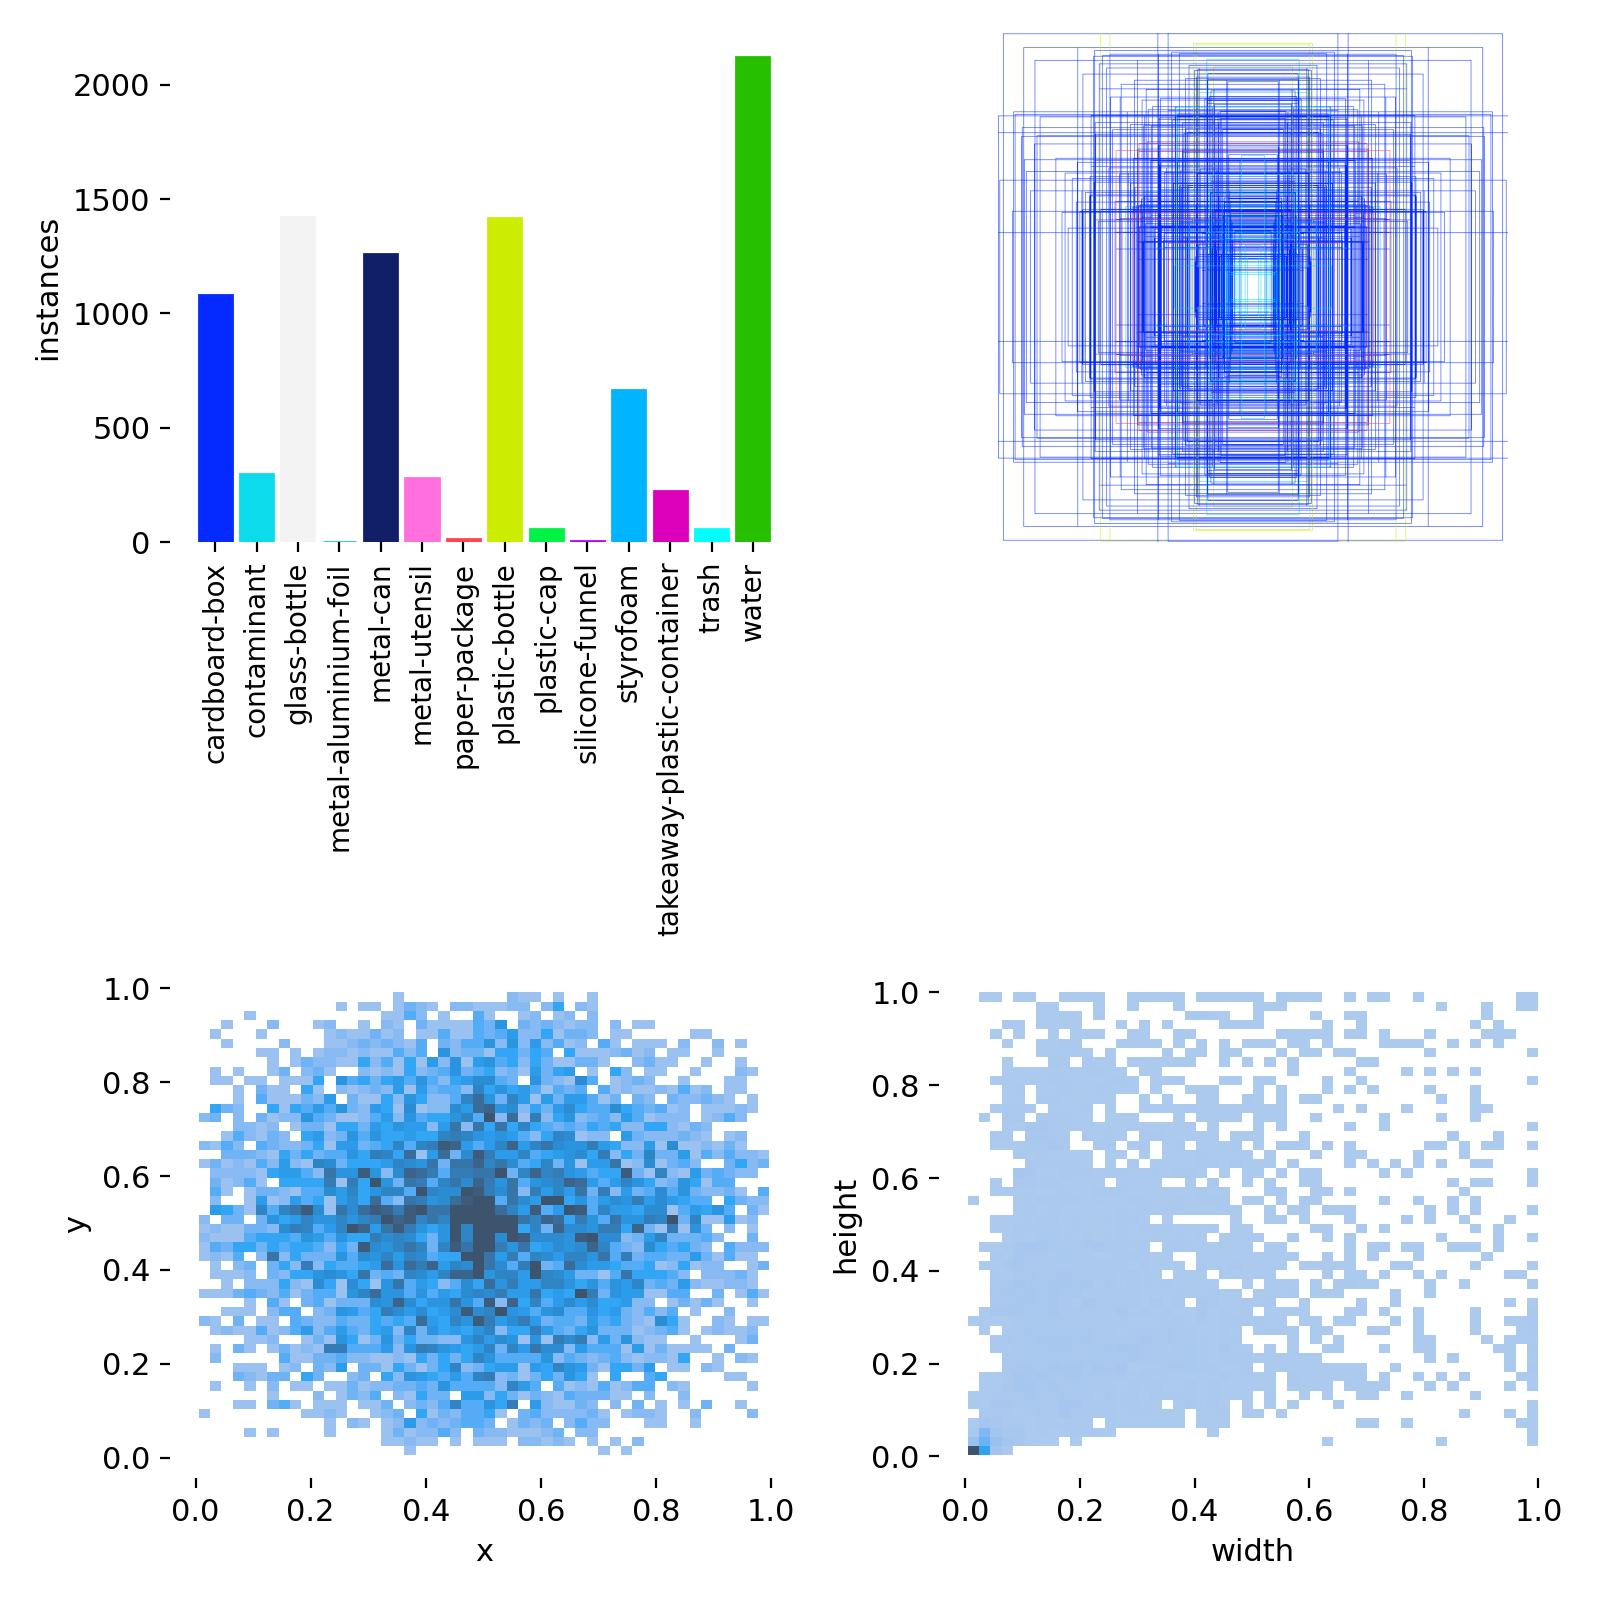 instances
2000
1500
1000
500
0
cardboard-box
contaminant
glass-bottle
metal-aluminium-foil
metal-can
metal-utensil
paper-package
plastic-bottle
plastic-cap
silicone-funnel
styrofoam
takeaway-plastic-container
trash
water
y
1.0
0.8
0.6
0.4
0.2
0.0
0.0 0.2 0.4 0.6 0.8 1.0
x
height
1.0
0.8
0.6
0.4
0.2
0.0
0.0 0.2 0.4 0.6 0.8 1.0
width